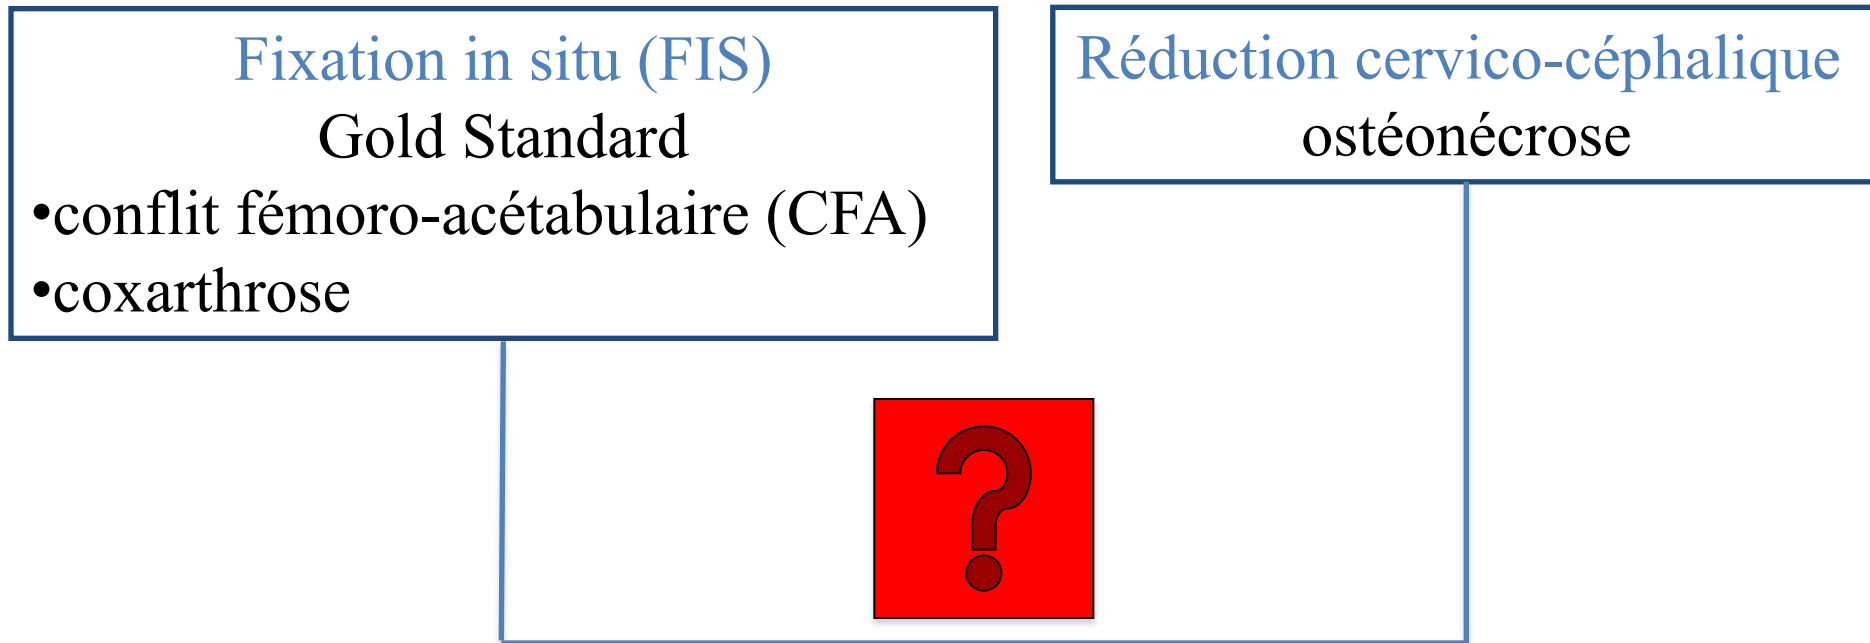 Fixation in situ (FIS)
Gold Standard
•conflit fémoro-acétabulaire (CFA)
•coxarthrose
Réduction cervico-céphalique
ostéonécrose
?